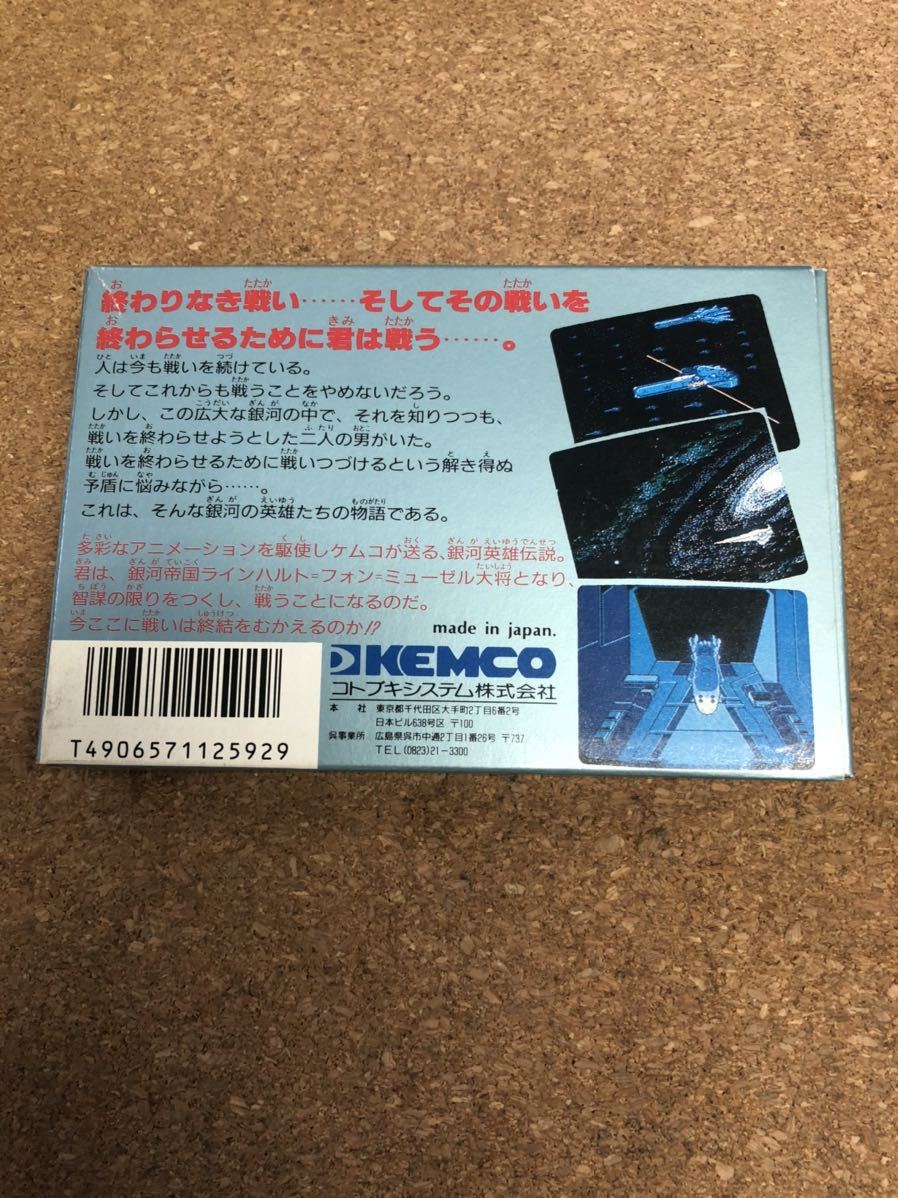 終わりなき戦い……そしてその戦いを
終わらせるために君は戦う……。
人は今も戦いを続けている。
そしてこれからも戦うことをやめないだろう。
しかし、この広大な銀河の中で、それを知りつつも、
戦いを終わらせようとした二人の男がいた。
戦いを終わらせるために戦いつづけるという解き得ぬ
矛盾に悩みながら……。
これは、そんな銀河の英雄たちの物語である。
多彩なアニメーションを駆使しケムコが送る、銀河英雄伝説。
君は、銀河帝国ラインハルト=フォン=ミューゼル大将となり、
智謀の限りをつくし、戦うことになるのだ。
今ここに戦いは終結をむかえるのか!?
made in japan.
KEMCO
コトブキシステム株式会社
本 社 東京都千代田区大手町2丁目6番2号
日本ビル638号区 〒100
呉事業所 広島県呉市中通2丁目1番26号 〒737
TEL(0823)21-3300
T4906571125929